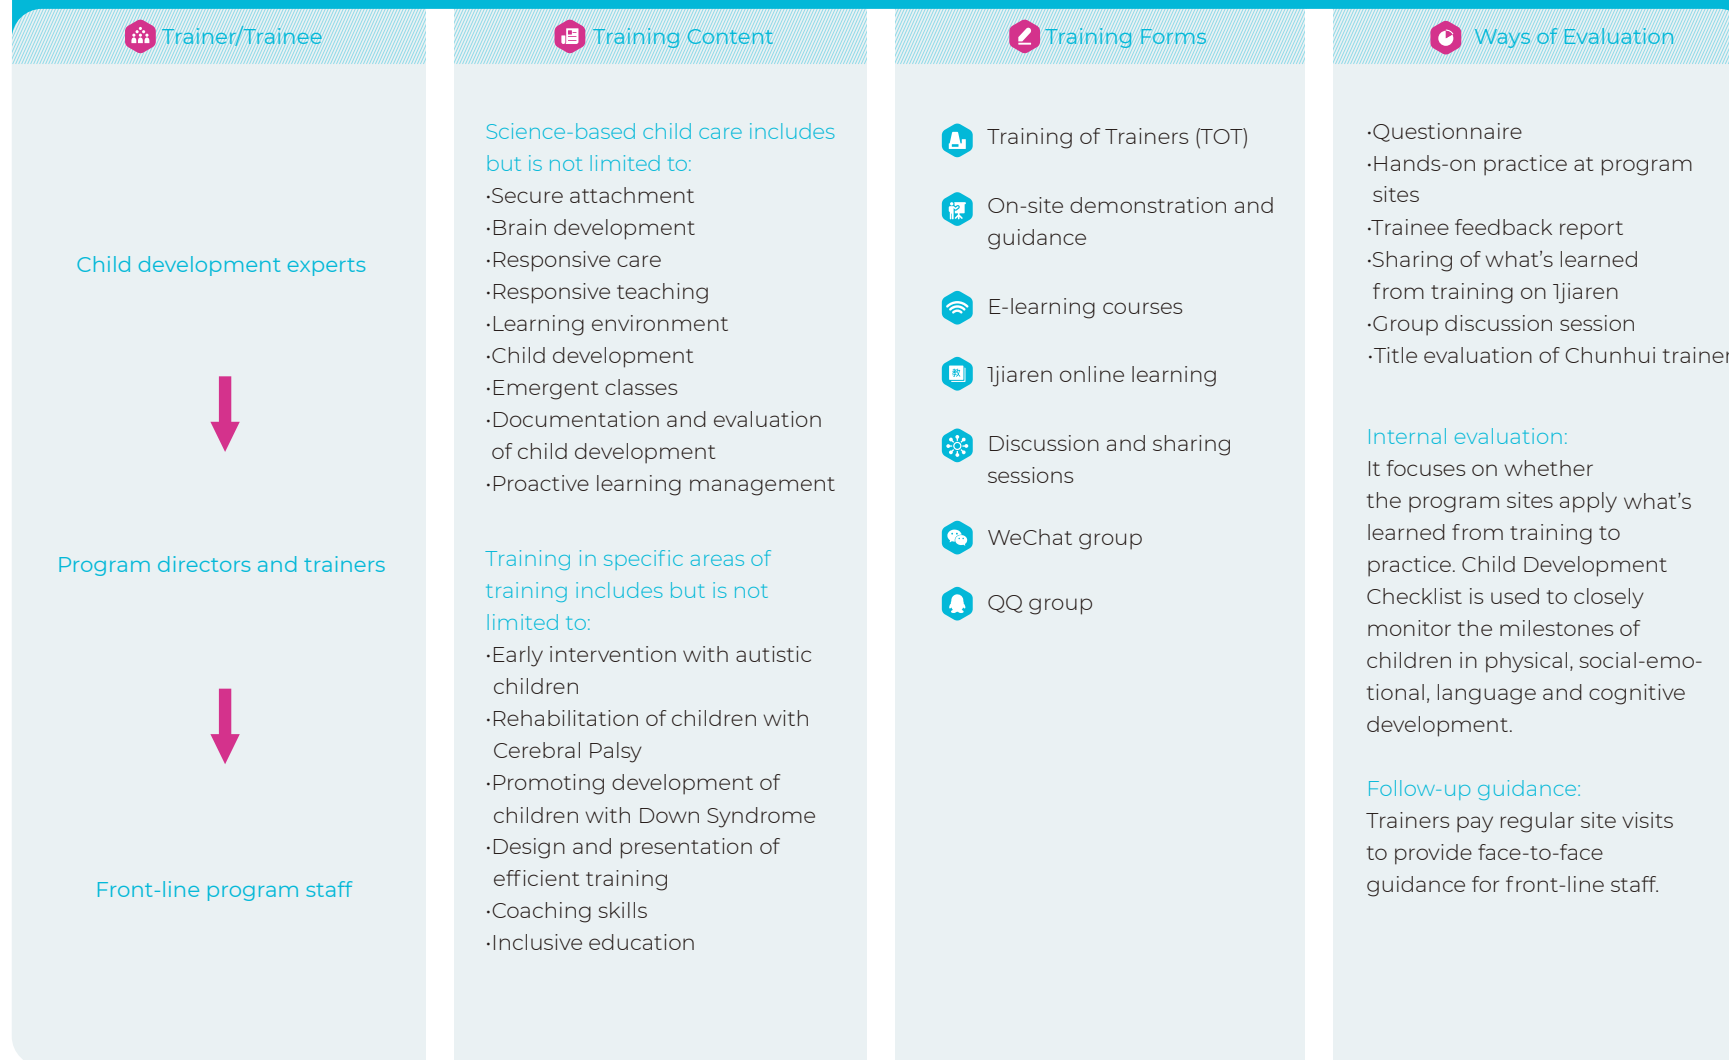 Trainer/Trainee
Child development experts
Program directors and trainers
Front-line program staff
Training Content
Science-based child care includes
but is not limited to:
·Secure attachment
·Brain development
·Responsive care
·Responsive teaching
·Learning environment
·Child development
·Emergent classes
·Documentation and evaluation
of child development
·Proactive learning management
Training in specific areas of
training includes but is not
limited to:
·Early intervention with autistic
children
·Rehabilitation of children with
Cerebral Palsy
·Promoting development of
children with Down Syndrome
·Design and presentation of
efficient training
·Coaching skills
·Inclusive education
Training Forms
Training of Trainers (TOT)
On-site demonstration and
guidance
E-learning courses
教
1jiaren online learning
Discussion and sharing
sessions
WeChat group
QQ group
Ways of Evaluation
·Questionnaire
·Hands-on practice at program
sites
·Trainee feedback report
·Sharing of what's learned
from training on 1jiaren
·Group discussion session
·Title evaluation of Chunhui trainer
Internal evaluation:
It focuses on whether
the program sites apply what's
learned from training to
practice. Child Development
Checklist is used to closely
monitor the milestones of
children in physical, social-emo-
tional, language and cognitive
development.
Follow-up guidance:
Trainers pay regular site visits
to provide face-to-face
guidance for front-line staff.